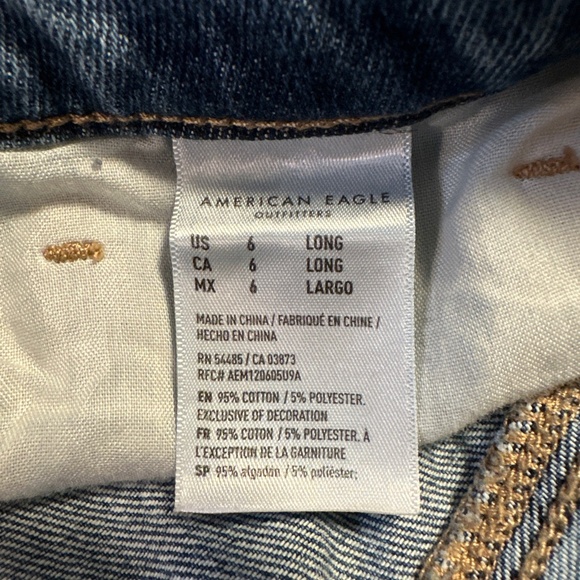 AMERICAN EAGLE
OUTFITTERS
US 6 LONG
CA 6 LONG
MX 6 LARGO
MADE IN CHINA / FABRIQUÉ EN CHINE /
HECHO EN CHINA
RN 54485 / CA 03873
RFC# AEM120605U9A
EN 95% COTTON / 5% POLYESTER.
EXCLUSIVE OF DECORATION
FR 95% COTON / 5% POLYESTER. À
L'EXCEPTION DE LA GARNITURE
SP 95% algodon / 5% poliéster;